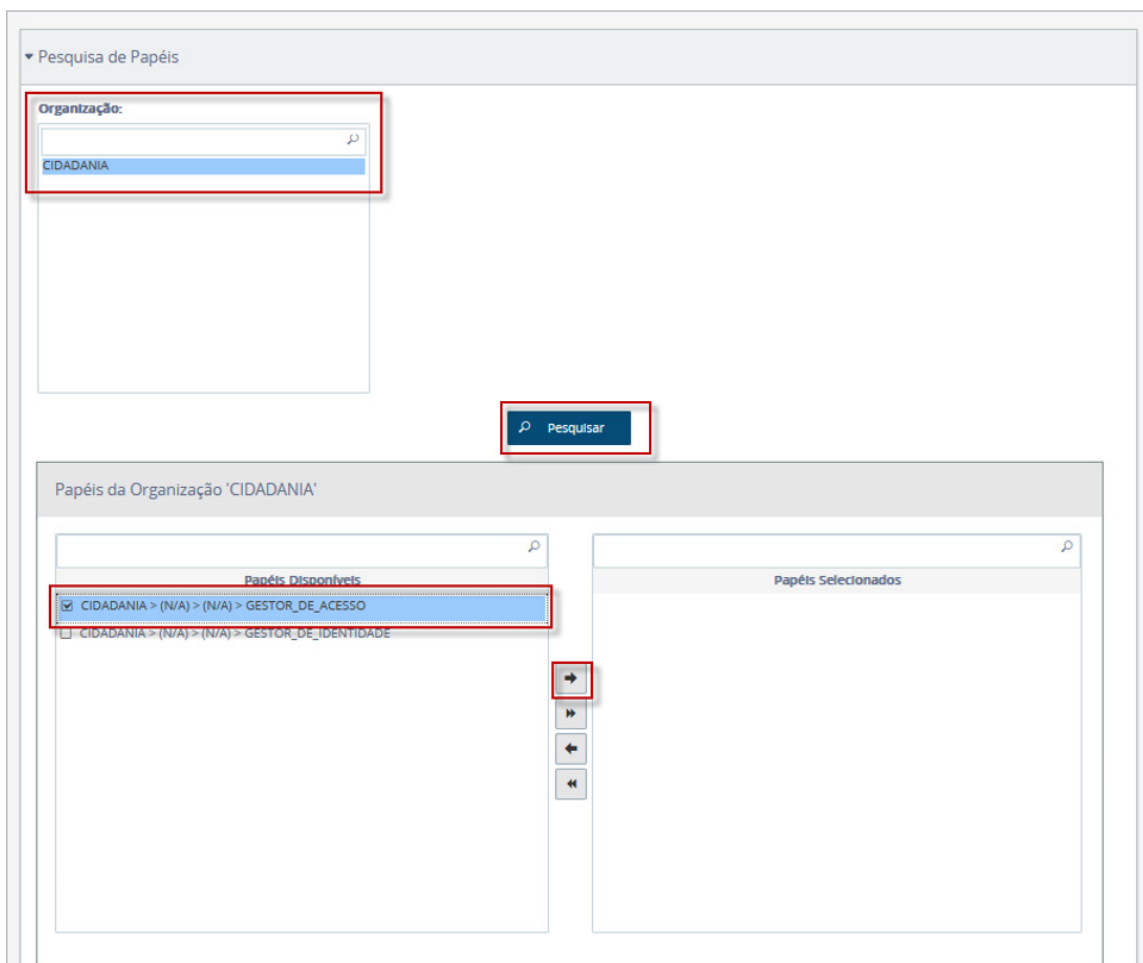 Pesquisa de Papéis
Organização:
CIDADANIA
Pesquisar
Papéis da Organização 'CIDADANIA'
Papéis Disponíveis
Papéis Selecionados
CIDADANIA > (N/A) > (N/A) > GESTOR_DE_ACESSO
CIDADANIA > (N/A) > (N/A) > GESTOR_DE_IDENTIDADE